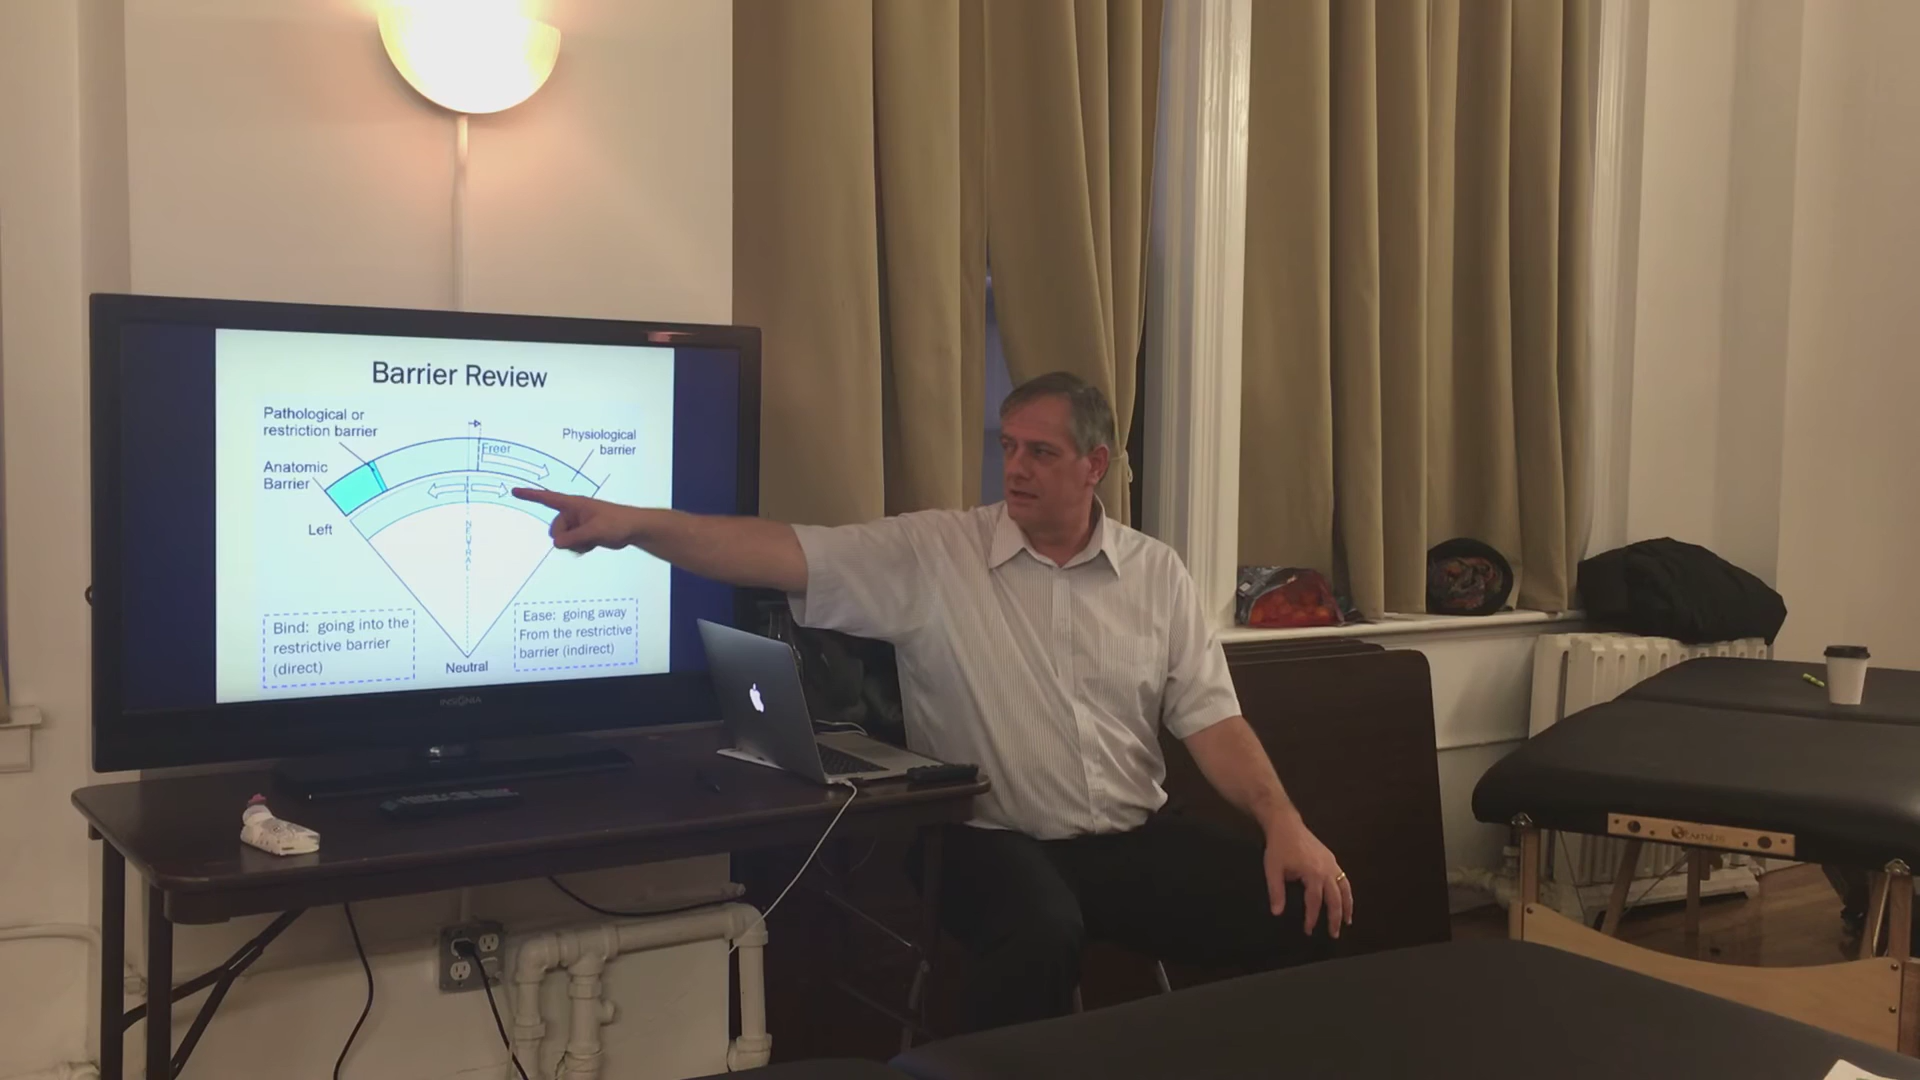 Barrier Review
Pathological or
restriction barrier
Freer
Physiological
barrier
Anatomic
Barrier
Left
NEUTRAL
Bind: going into the
restrictive barrier
(direct)
Ease: going away
From the restrictive
barrier (indirect)
Neutral
INSIGNIA